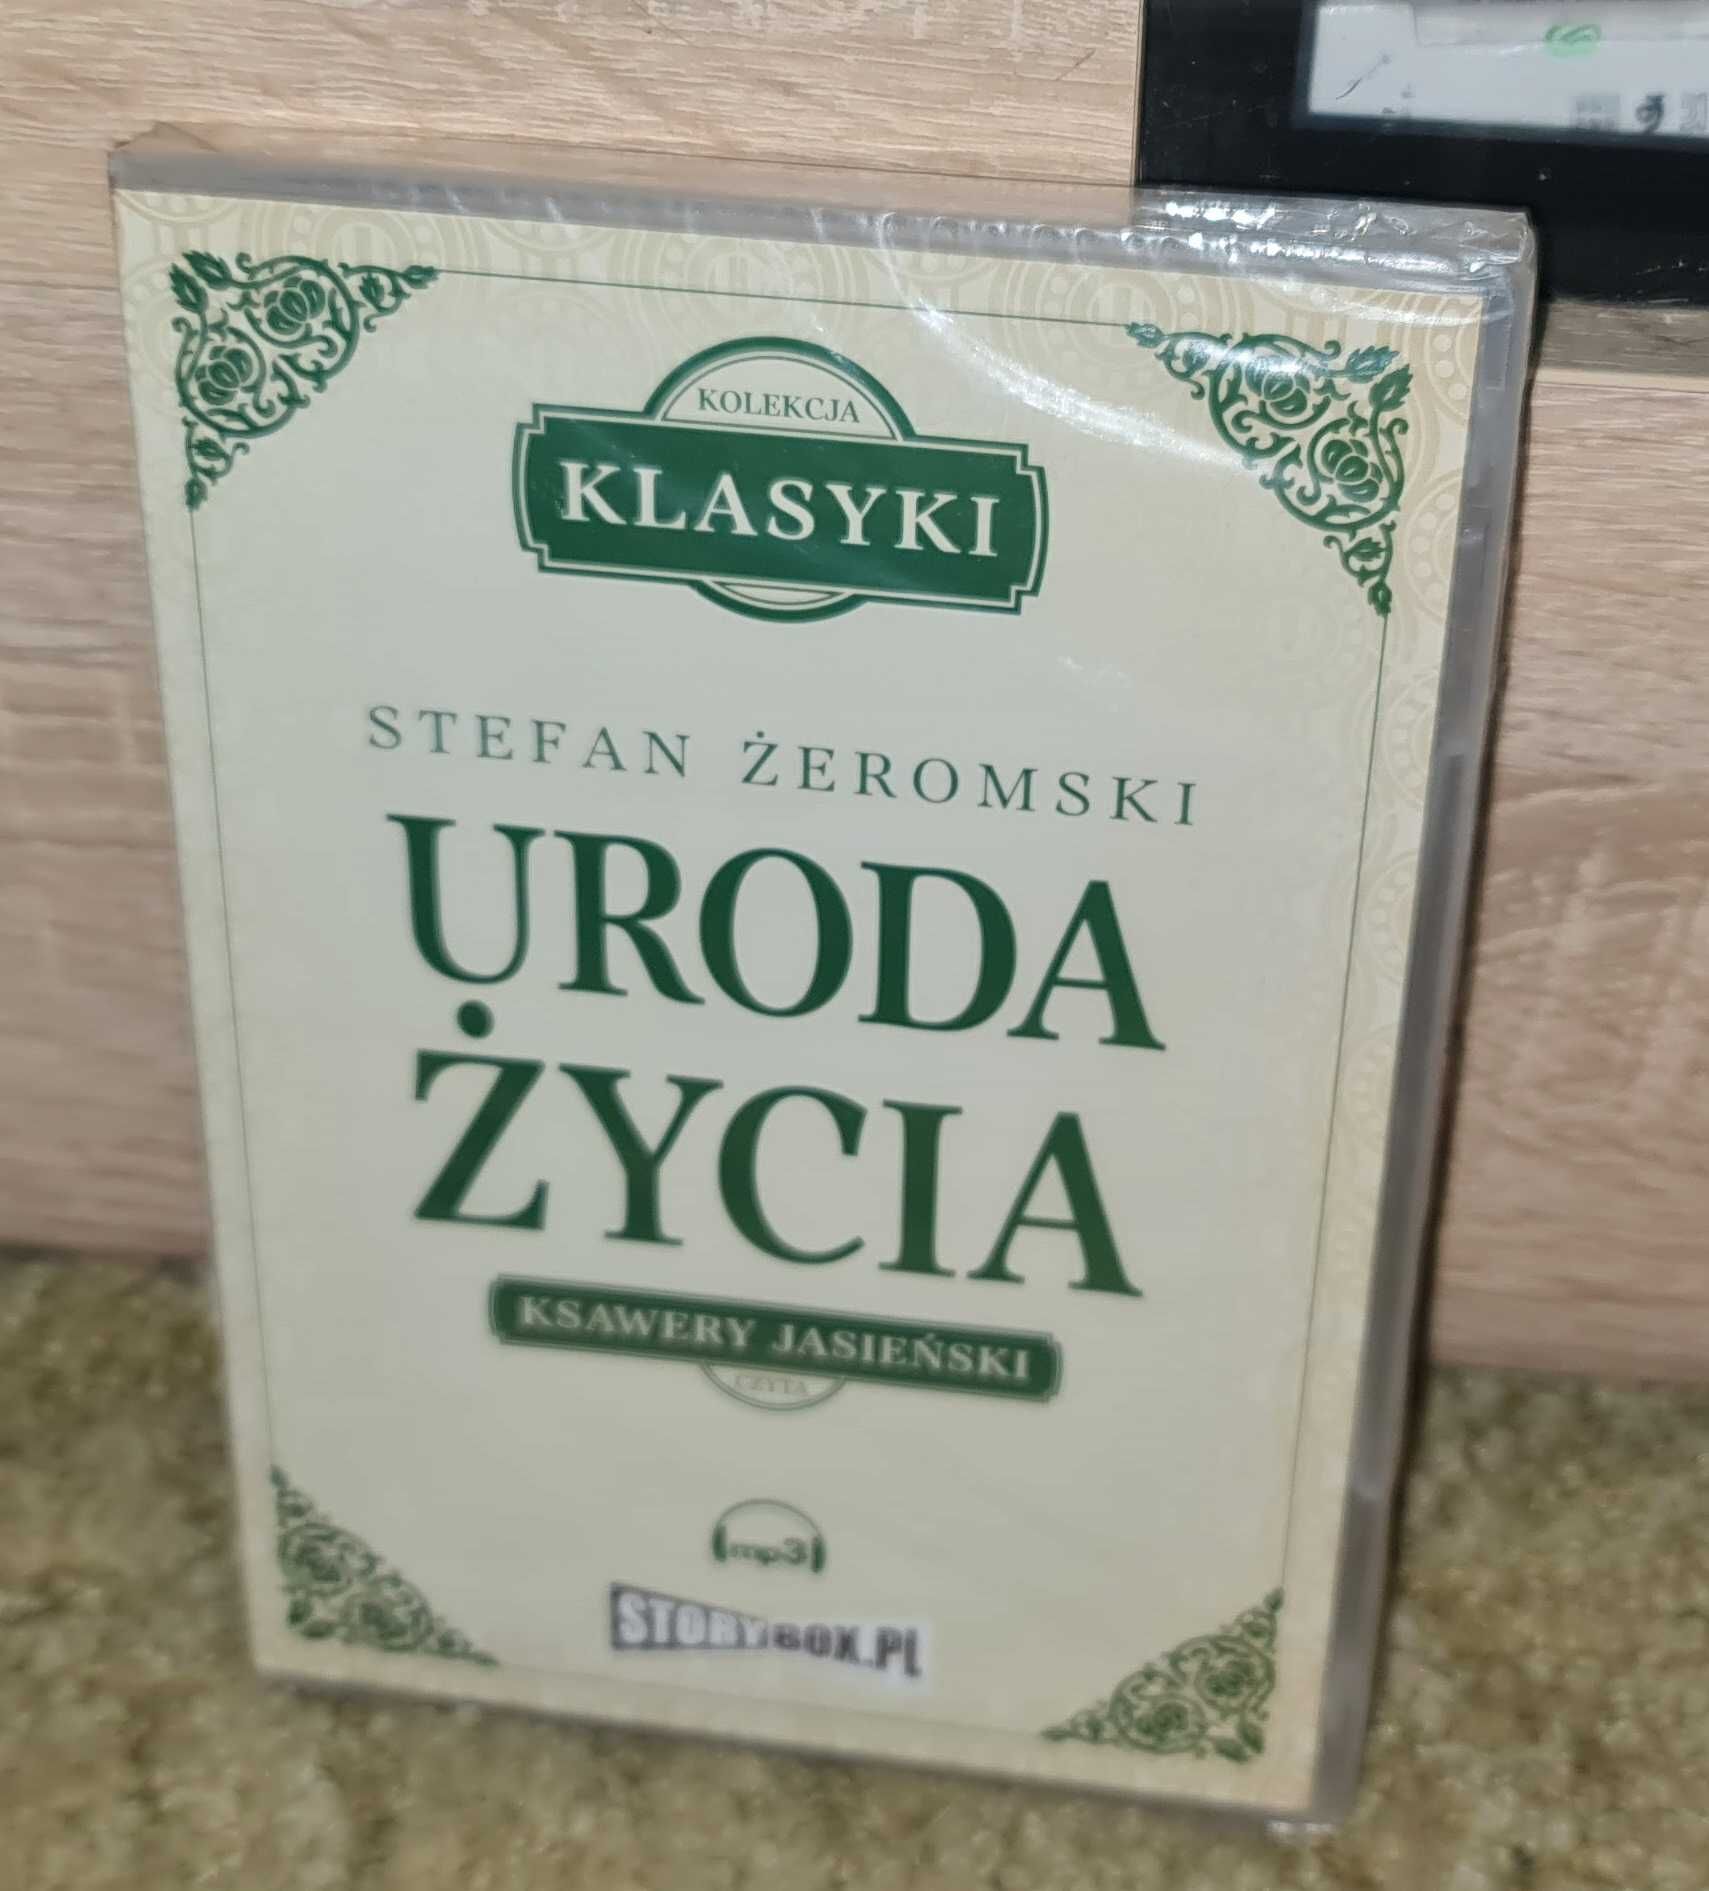 KOLEKCJA
KLASYKI
STEFAN ŻEROMSKI
URODA
ŻYCIA
KSAWERY JASIEŃSKI
CZYTA
mp3
STORYBOX.PL